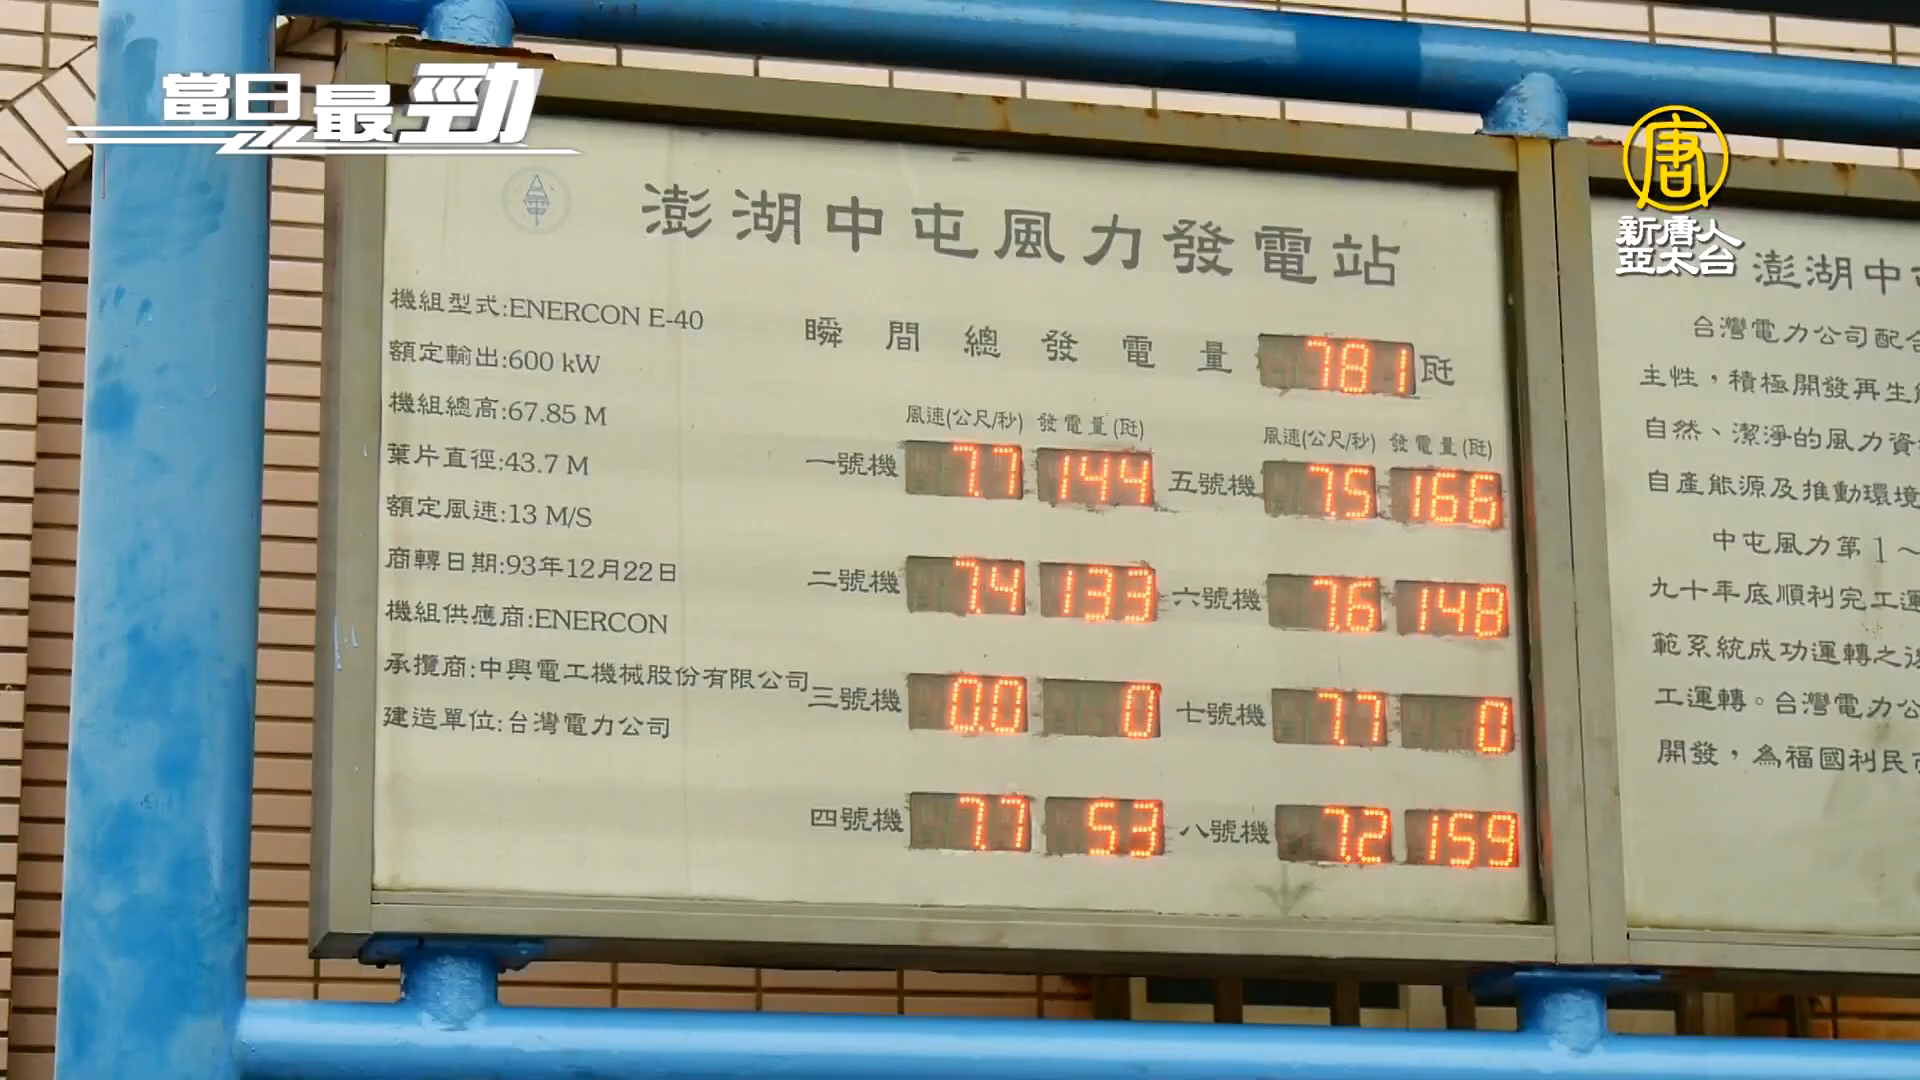 當日最勁
唐
新唐人
亞太台
澎湖中屯風力發電站
機組型式:ENERCON E-40
額定輸出:600 kW
機組總高:67.85 M
葉片直徑:43.7 M
額定風速:13 M/S
商轉日期:93年12月22日
機組供應商:ENERCON
承攬商:中興電工機械股份有限公司
建造單位:台灣電力公司
瞬間總發電量 781 瓩
風速(公尺/秒) 發電量(瓩) 風速(公尺/秒) 發電量(瓩)
一號機 7.7 144 五號機 7.5 166
二號機 7.4 133 六號機 7.6 148
三號機 0.0 0 七號機 7.7 0
四號機 7.7 53 八號機 7.2 159
澎湖中
台灣電力公司配合
主性，積極開發再生
自然、潔淨的風力資
自產能源及推動環境
中屯風力第1～
九十年底順利完工運
範系統成功運轉之
工運轉。台灣電力公
開發，為福國利民